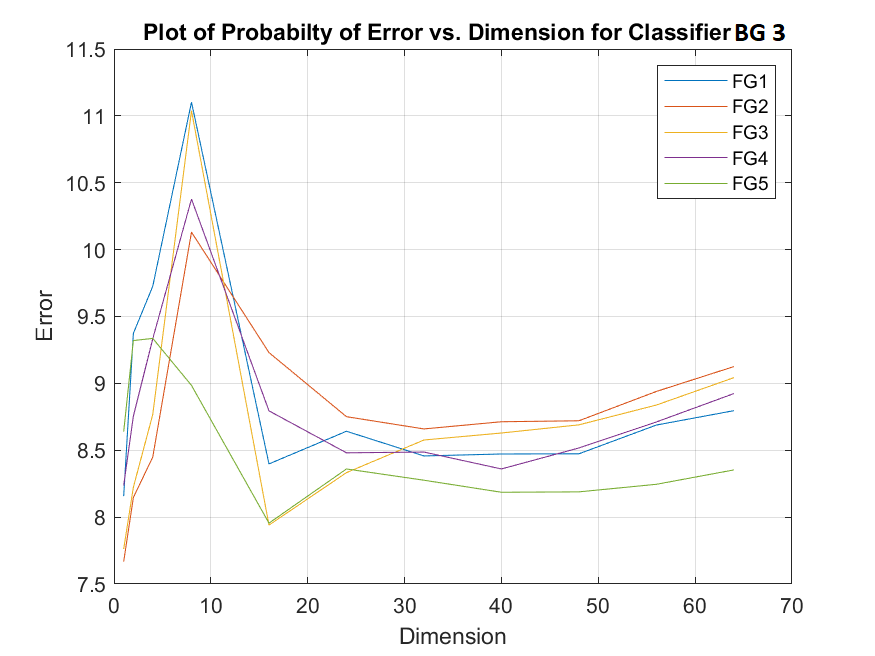 Plot of Probabilty of Error vs. Dimension for Classifier BG 3
11.5
11
10.5
10
9.5
9
8.5
8
7.5
Error
FG1
FG2
FG3
FG4
FG5
0 10 20 30 40 50 60 70
Dimension